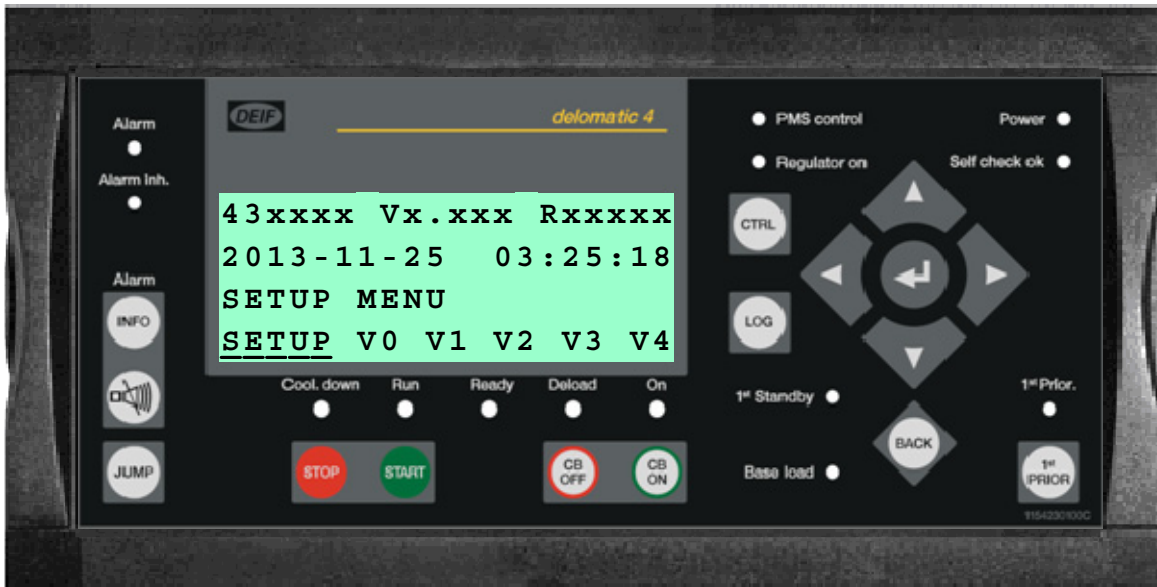 DEIF
delomatic 4
Alarm
Alarm Inh.
PMS control
Power
Regulator on
Self check ok
43xxxx Vx.xxx Rxxxxx
2013-11-25 03:25:18
SETUP MENU
SETUP V0 V1 V2 V3 V4
CTRL
LOG
Alarm
INFO
JUMP
Cool. down
Run
Ready
Deload
On
STOP
START
CB
OFF
CB
ON
1st Standby
Base load
BACK
1st Prior.
1st
PRIOR
1154230100C